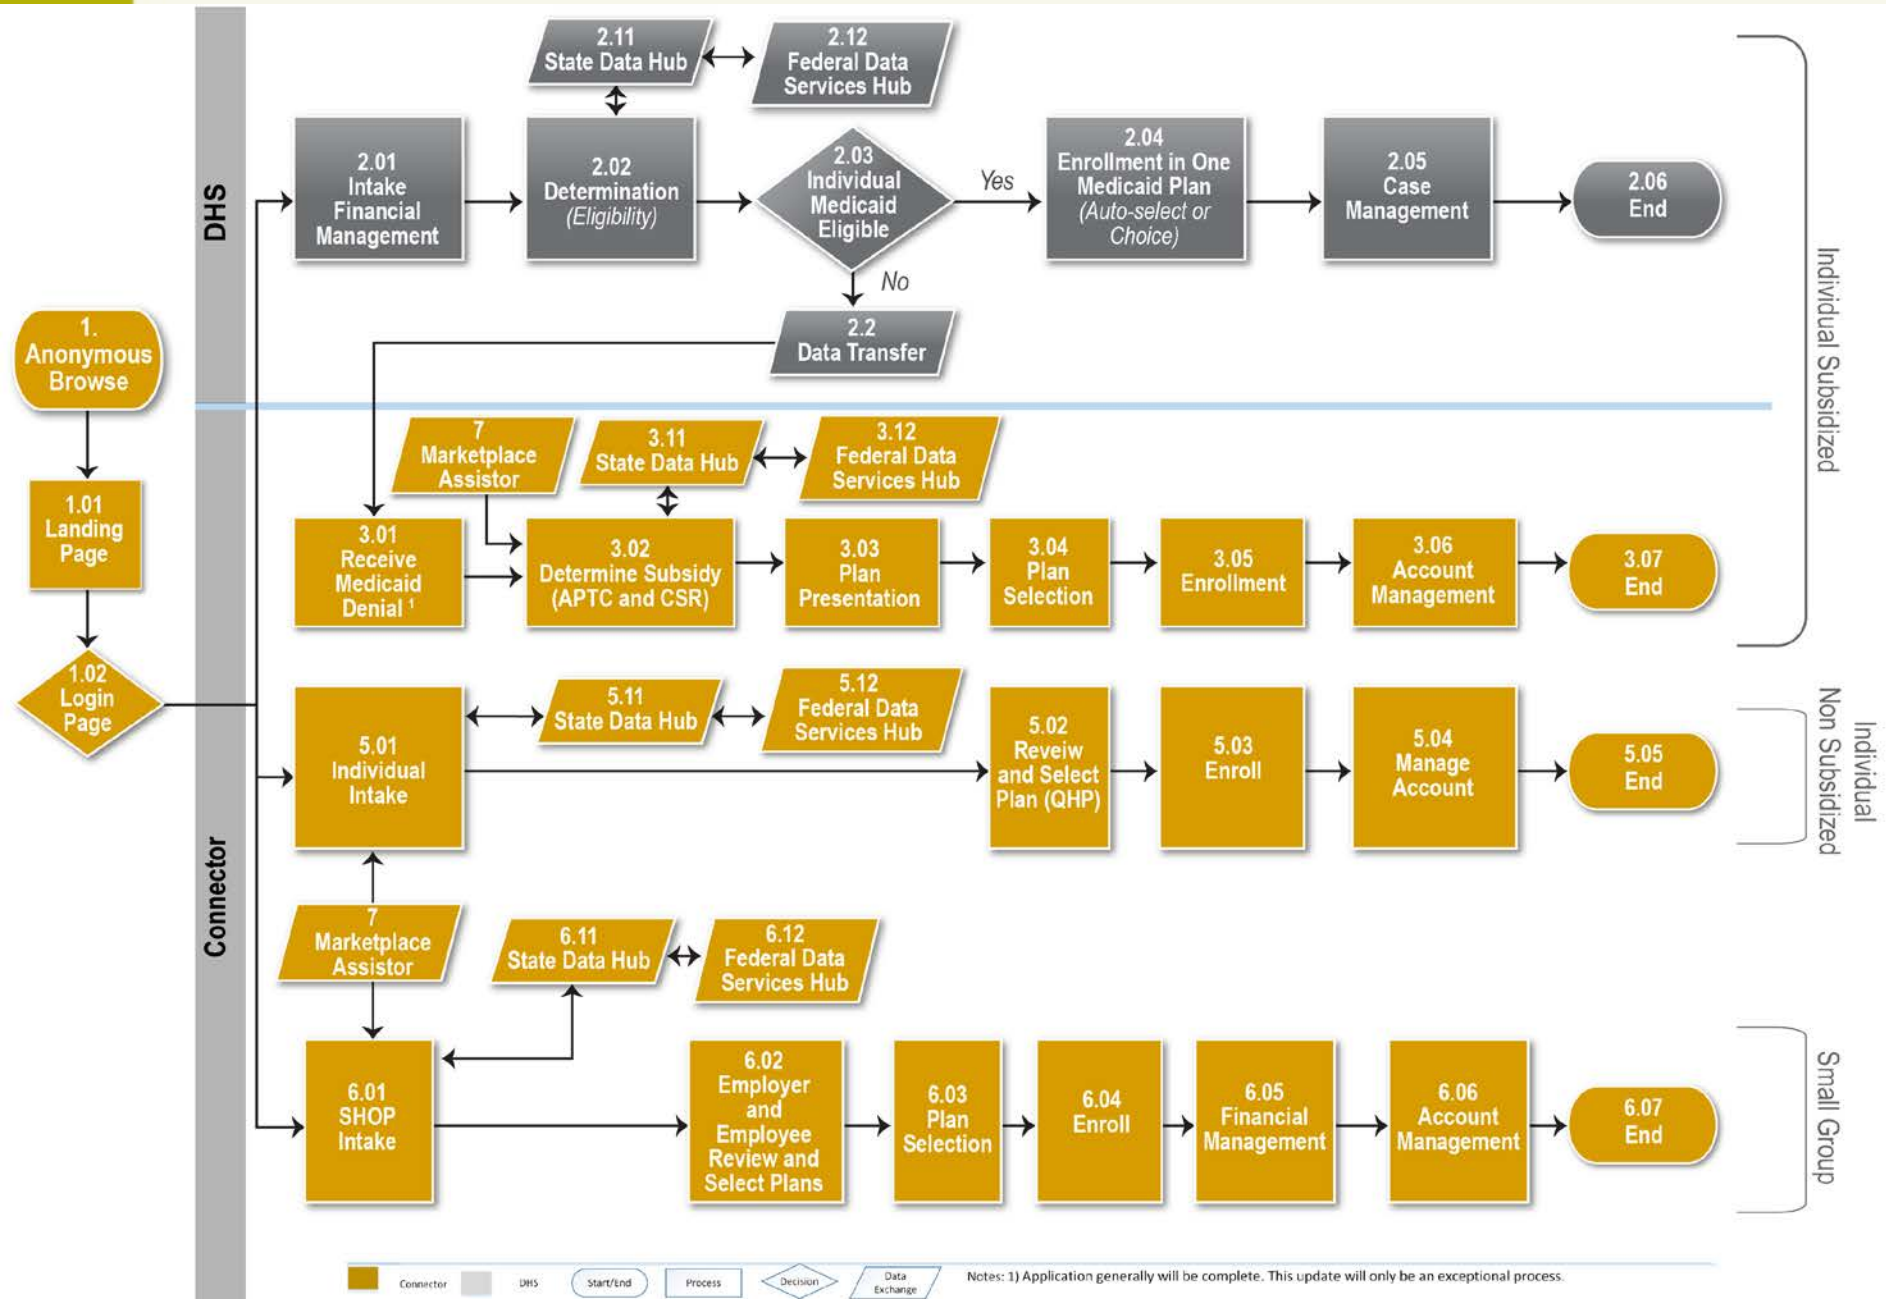 DHS
Connector
1.
Anonymous
Browse
1.01
Landing
Page
1.02
Login
Page
2.11
State Data Hub
2.12
Federal Data
Services Hub
2.01
Intake
Financial
Management
2.02
Determination
(Eligibility)
2.03
Individual
Medicaid
Eligible
Yes
No
2.04
Enrollment in One
Medicaid Plan
(Auto-select or
Choice)
2.05
Case
Management
2.06
End
2.2
Data Transfer
Individual Subsidized
7
Marketplace
Assistor
3.11
State Data Hub
3.12
Federal Data
Services Hub
3.01
Receive
Medicaid
Denial 1
3.02
Determine Subsidy
(APTC and CSR)
3.03
Plan
Presentation
3.04
Plan
Selection
3.05
Enrollment
3.06
Account
Management
3.07
End
5.01
Individual
Intake
5.11
State Data Hub
5.12
Federal Data
Services Hub
5.02
Reveiw
and Select
Plan (QHP)
5.03
Enroll
5.04
Manage
Account
5.05
End
Individual
Non Subsidized
7
Marketplace
Assistor
6.11
State Data Hub
6.12
Federal Data
Services Hub
6.01
SHOP
Intake
6.02
Employer
and
Employee
Review and
Select Plans
6.03
Plan
Selection
6.04
Enroll
6.05
Financial
Management
6.06
Account
Management
6.07
End
Small Group
Connector
DHS
Start/End
Process
Decision
Data
Exchange
Notes: 1) Application generally will be complete. This update will only be an exceptional process.